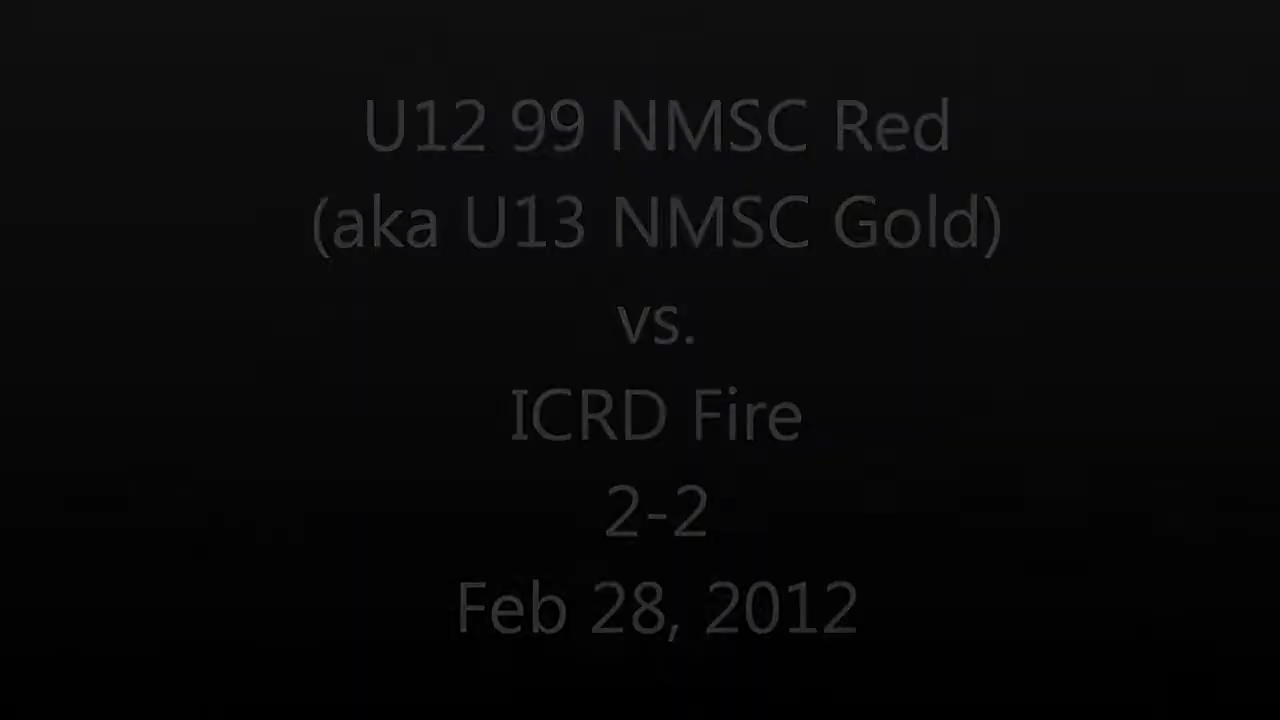 U12 99 NMSC Red
(aka U13 NMSC Gold)
vs.
ICRD Fire
2-2
Feb 28, 2012